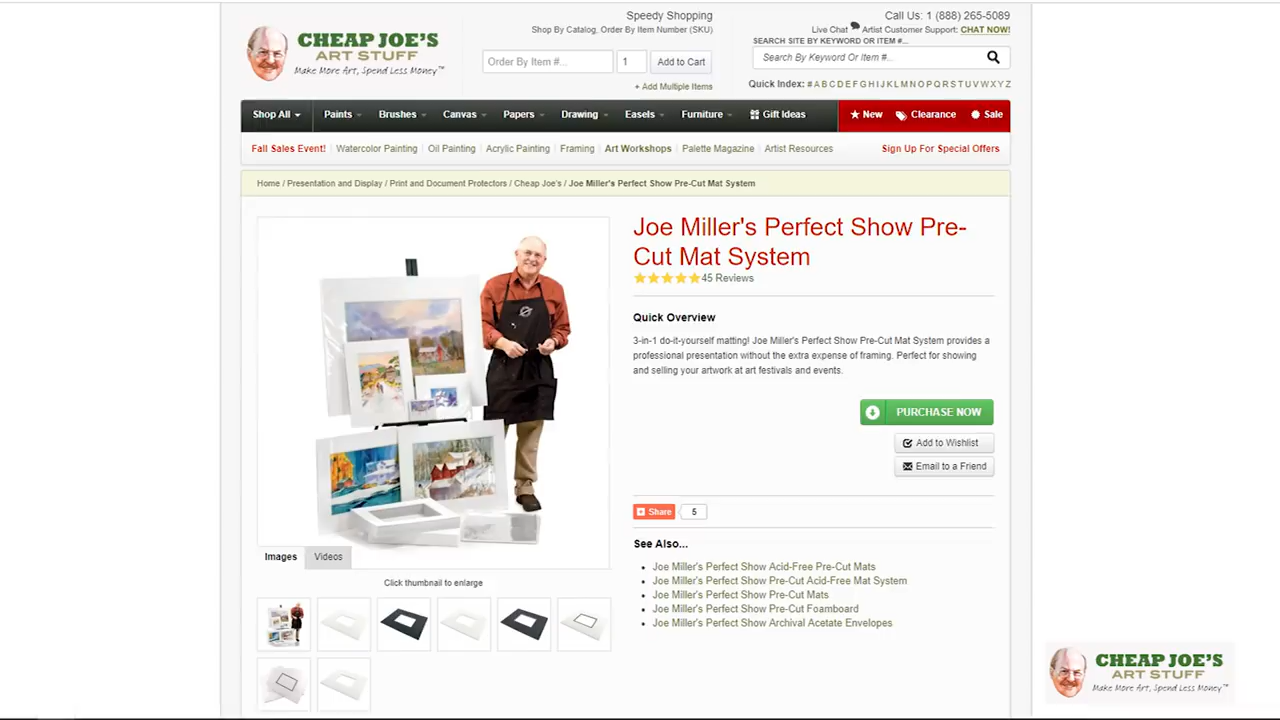 CHEAP JOE'S
ART STUFF
Make More Art, Spend Less Money™
Speedy Shopping
Shop By Catalog, Order By Item Number (SKU)
Order By Item #...
1
Add to Cart
+ Add Multiple Items
Call Us: 1 (888) 265-5089
Live Chat Artist Customer Support: CHAT NOW!
SEARCH SITE BY KEYWORD OR ITEM #...
Search By Keyword Or Item #...
Quick Index: # A B C D E F G H I J K L M N O P Q R S T U V W X Y Z
Shop All Paints Brushes Canvas Papers Drawing Easels Furniture Gift Ideas New Clearance Sale
Fall Sales Event! Watercolor Painting Oil Painting Acrylic Painting Framing Art Workshops Palette Magazine Artist Resources Sign Up For Special Offers
Home / Presentation and Display / Print and Document Protectors / Cheap Joe's / Joe Miller's Perfect Show Pre-Cut Mat System
Joe Miller's Perfect Show Pre-
Cut Mat System
45 Reviews
Quick Overview
3-in-1 do-it-yourself matting! Joe Miller's Perfect Show Pre-Cut Mat System provides a
professional presentation without the extra expense of framing. Perfect for showing
and selling your artwork at art festivals and events.
PURCHASE NOW
Add to Wishlist
Email to a Friend
Share 5
See Also...
Joe Miller's Perfect Show Acid-Free Pre-Cut Mats
Joe Miller's Perfect Show Pre-Cut Acid-Free Mat System
Joe Miller's Perfect Show Pre-Cut Mats
Joe Miller's Perfect Show Pre-Cut Foamboard
Joe Miller's Perfect Show Archival Acetate Envelopes
Images Videos
Click thumbnail to enlarge
CHEAP JOE'S
ART STUFF
Make More Art, Spend Less Money™